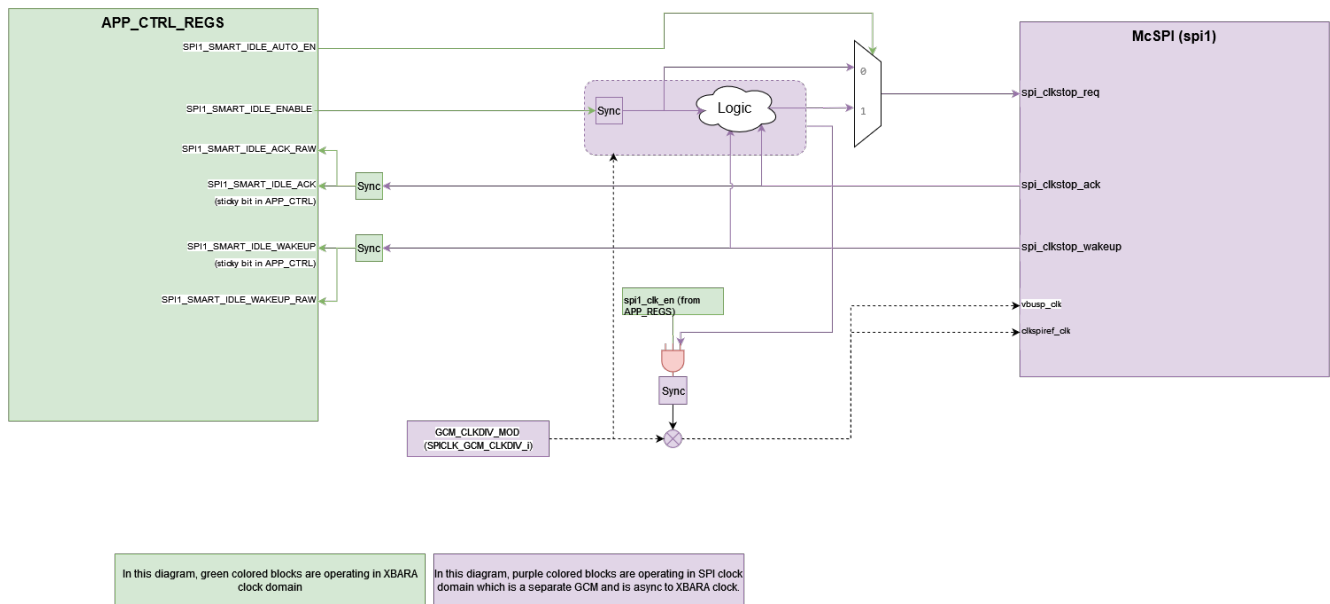 APP_CTRL_REGS
SPI1_SMART_IDLE_AUTO_EN
SPI1_SMART_IDLE_ENABLE
SPI1_SMART_IDLE_ACK_RAW
SPI1_SMART_IDLE_ACK
(sticky bit in APP_CTRL)
SPI1_SMART_IDLE_WAKEUP
(sticky bit in APP_CTRL)
SPI1_SMART_IDLE_WAKEUP_RAW
Sync
Sync
Sync
Logic
0
1
McSPI (spi1)
spi_clkstop_req
spi_clkstop_ack
spi_clkstop_wakeup
vbusp_clk
clkspiref_clk
spi1_clk_en (from
APP_REGS)
Sync
GCM_CLKDIV_MOD
(SPICLK_GCM_CLKDIV_i)
In this diagram, green colored blocks are operating in XBARA
clock domain
In this diagram, purple colored blocks are operating in SPI clock
domain which is a separate GCM and is async to XBARA clock.